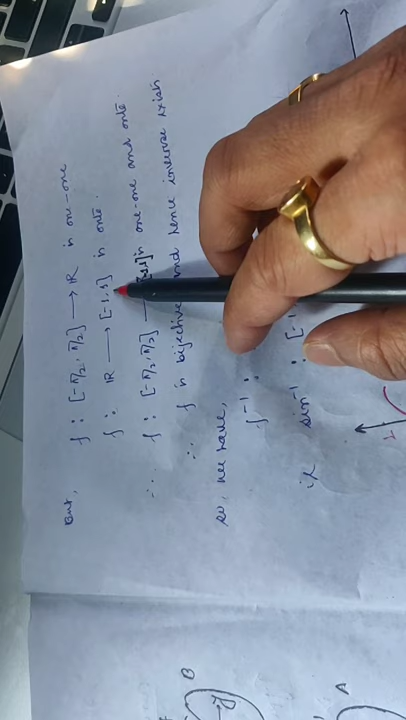 But,
f : [-π/2, π/2] → R is one-one
f : R → [-1, 1] is onto.
∴ f : [-π/2, π/2] → [-1,1] is one-one and onto.
∴ f is bijective and hence inverse exists
so, we have,
f⁻¹ :
if sin⁻¹ : [-1
B
y
A